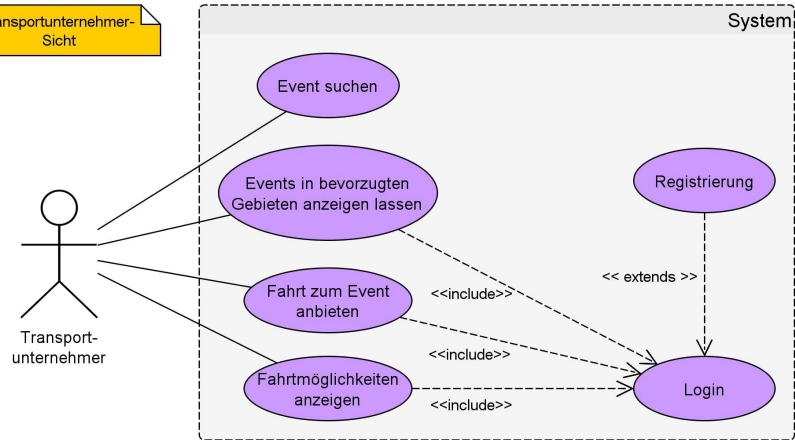 nsportunternehmer-
Sicht
System
Event suchen
Events in bevorzugten
Gebieten anzeigen lassen
Registrierung
<< extends >>
<<include>>
Fahrt zum Event
anbieten
Transport-
unternehmer
<<include>>
Fahrtmöglichkeiten
anzeigen
<<include>>
Login